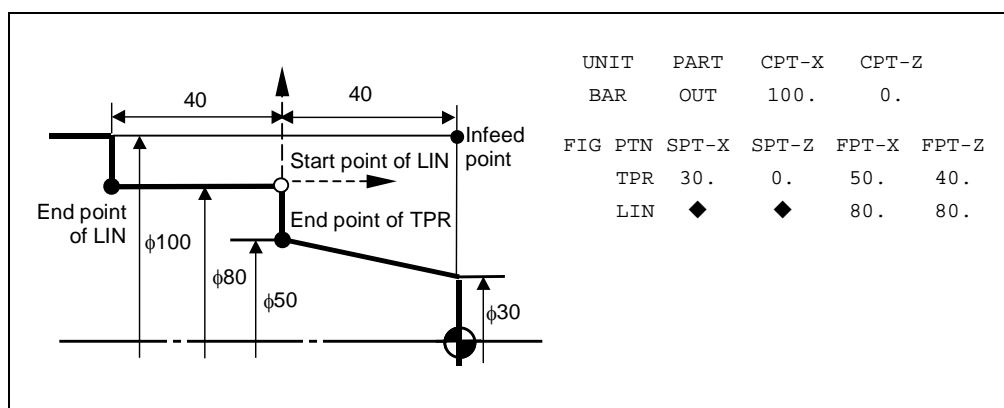 40
40
Infeed
point
Start point of LIN
End point
of LIN
End point of TPR
φ100
φ80
φ50
φ30
UNIT PART CPT-X CPT-Z
BAR OUT 100. 0.
FIG PTN SPT-X SPT-Z FPT-X FPT-Z
TPR 30. 0. 50. 40.
LIN ◆ ◆ 80. 80.